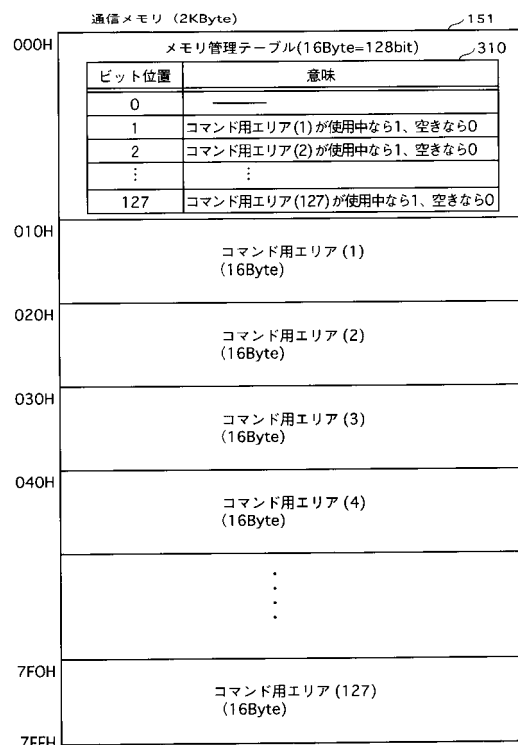 通信メモリ (2KByte)
151
000H
メモリ管理テーブル(16Byte=128bit)
310
ビット位置 意味
0 ———
1 コマンド用エリア(1)が使用中なら1、空きなら0
2 コマンド用エリア(2)が使用中なら1、空きなら0
⋮ ⋮
127 コマンド用エリア(127)が使用中なら1、空きなら0
010H
コマンド用エリア (1)
(16Byte)
020H
コマンド用エリア (2)
(16Byte)
030H
コマンド用エリア (3)
(16Byte)
040H
コマンド用エリア (4)
(16Byte)
⋮
7F0H
コマンド用エリア (127)
(16Byte)
7FFH